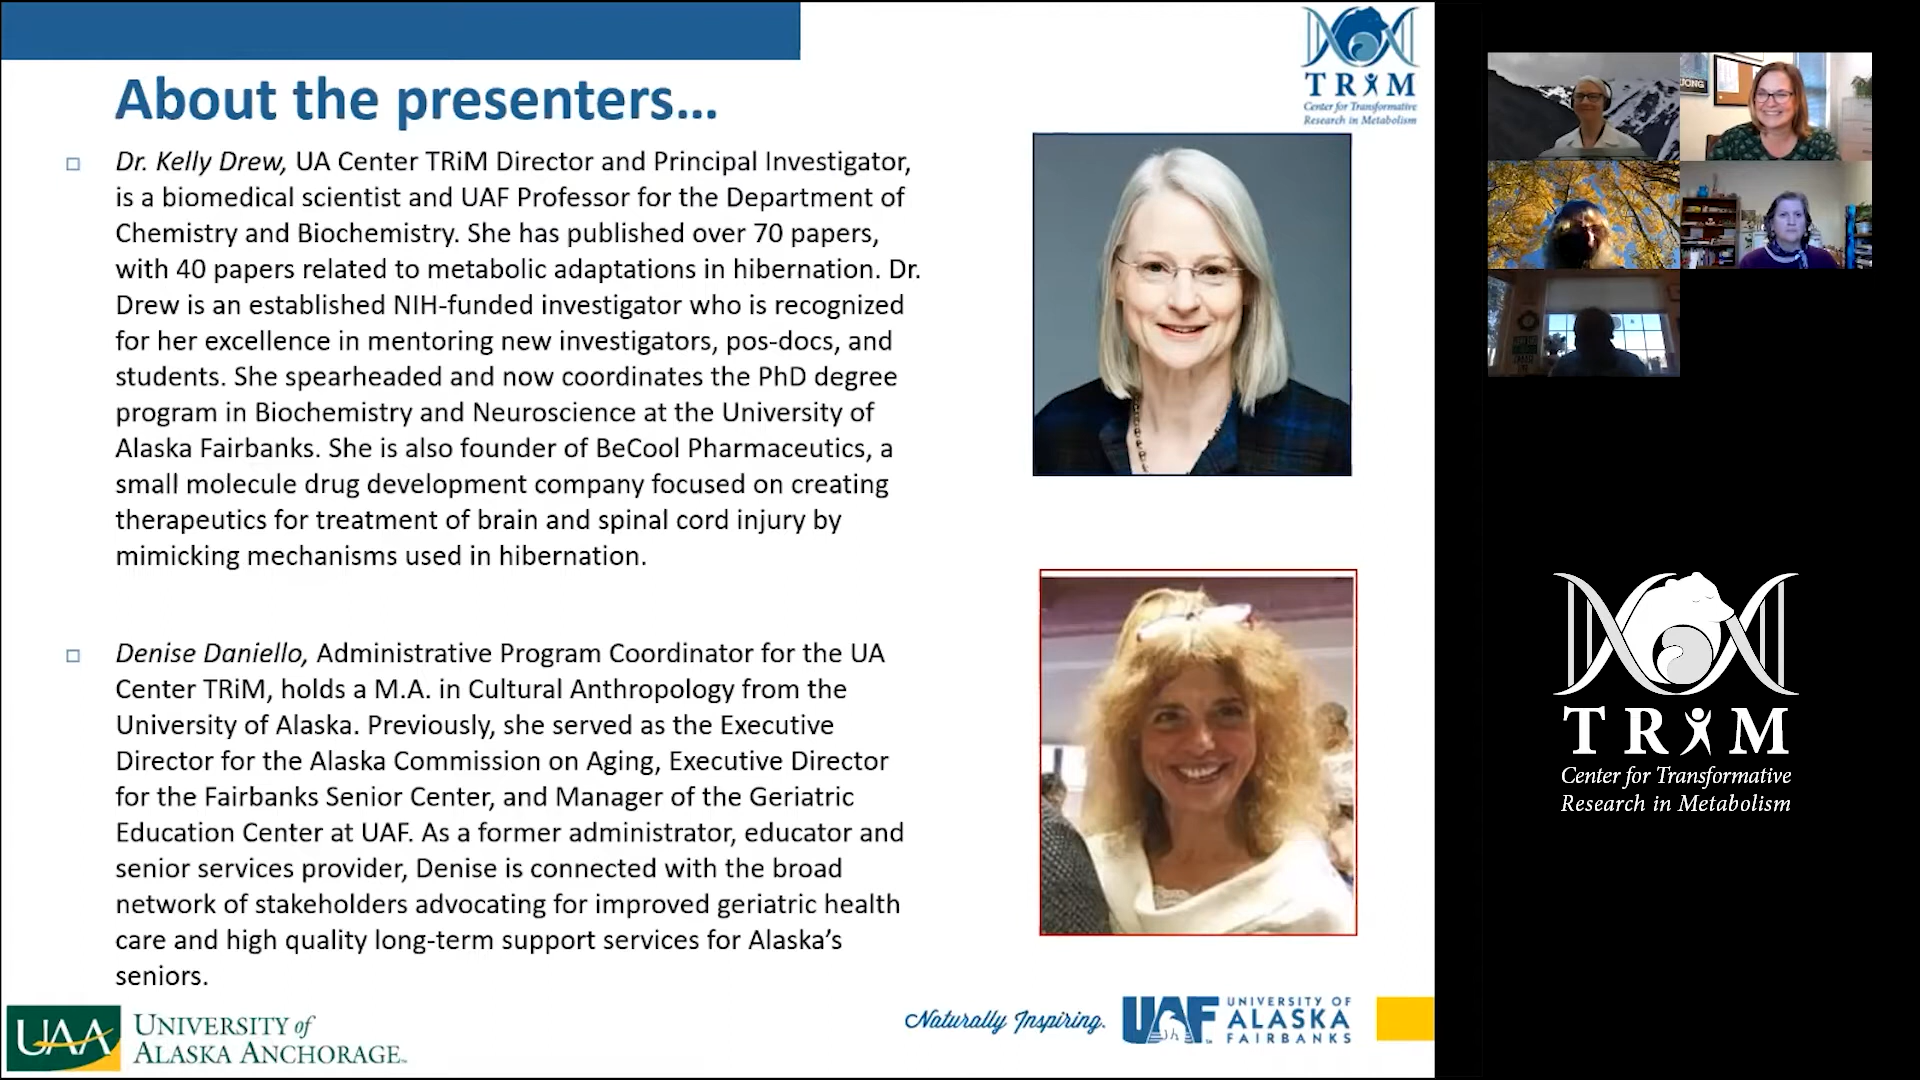 About the presenters...
Dr. Kelly Drew, UA Center TRiM Director and Principal Investigator,
is a biomedical scientist and UAF Professor for the Department of
Chemistry and Biochemistry. She has published over 70 papers,
with 40 papers related to metabolic adaptations in hibernation. Dr.
Drew is an established NIH-funded investigator who is recognized
for her excellence in mentoring new investigators, pos-docs, and
students. She spearheaded and now coordinates the PhD degree
program in Biochemistry and Neuroscience at the University of
Alaska Fairbanks. She is also founder of BeCool Pharmaceutics, a
small molecule drug development company focused on creating
therapeutics for treatment of brain and spinal cord injury by
mimicking mechanisms used in hibernation.
Denise Daniello, Administrative Program Coordinator for the UA
Center TRiM, holds a M.A. in Cultural Anthropology from the
University of Alaska. Previously, she served as the Executive
Director for the Alaska Commission on Aging, Executive Director
for the Fairbanks Senior Center, and Manager of the Geriatric
Education Center at UAF. As a former administrator, educator and
senior services provider, Denise is connected with the broad
network of stakeholders advocating for improved geriatric health
care and high quality long-term support services for Alaska's
seniors.
TRiM
Center for Transformative
Research in Metabolism
UAA
UNIVERSITY of
ALASKA ANCHORAGE
Naturally Inspiring.
UAF
UNIVERSITY OF
ALASKA
FAIRBANKS
TRiM
Center for Transformative
Research in Metabolism